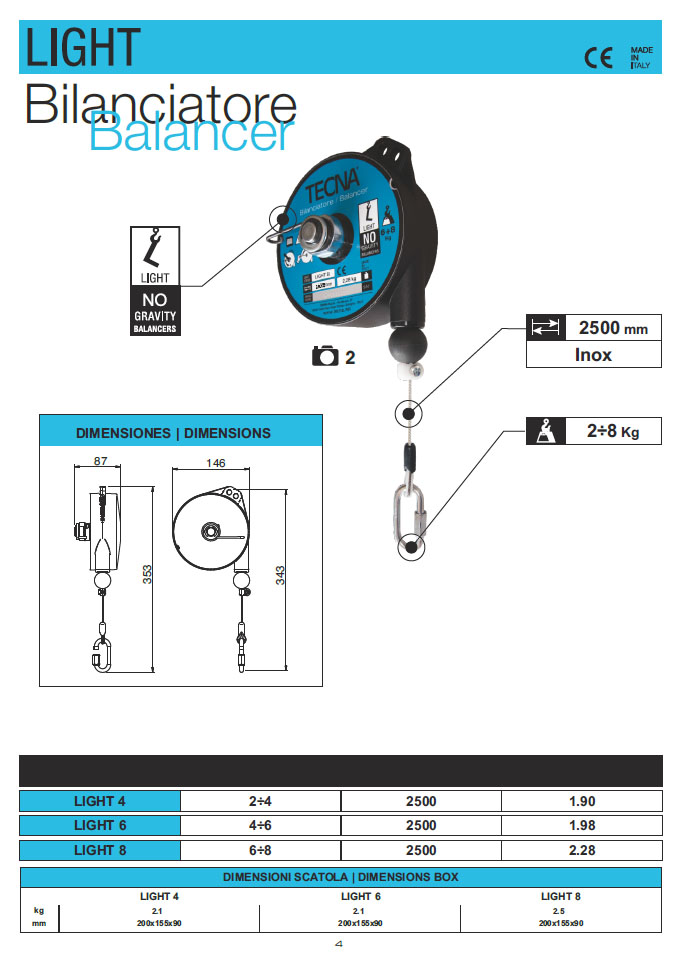 LIGHT
CE
MADE
IN
ITALY
Bilanciatore
Balancer
TECNA
Bilanciatore / Balancer
LIGHT
NO
GRAVITY
BALANCERS
6÷8
Kg
LIGHT 8
CE
2.28 kg
LIGHT
NO
GRAVITY
BALANCERS
2
2500 mm
Inox
2÷8 Kg
DIMENSIONES | DIMENSIONS
87
146
353
343
LIGHT 4 2÷4 2500 1.90
LIGHT 6 4÷6 2500 1.98
LIGHT 8 6÷8 2500 2.28
DIMENSIONI SCATOLA | DIMENSIONS BOX
LIGHT 4 LIGHT 6 LIGHT 8
kg 2.1 2.1 2.5
mm 200x155x90 200x155x90 200x155x90
4